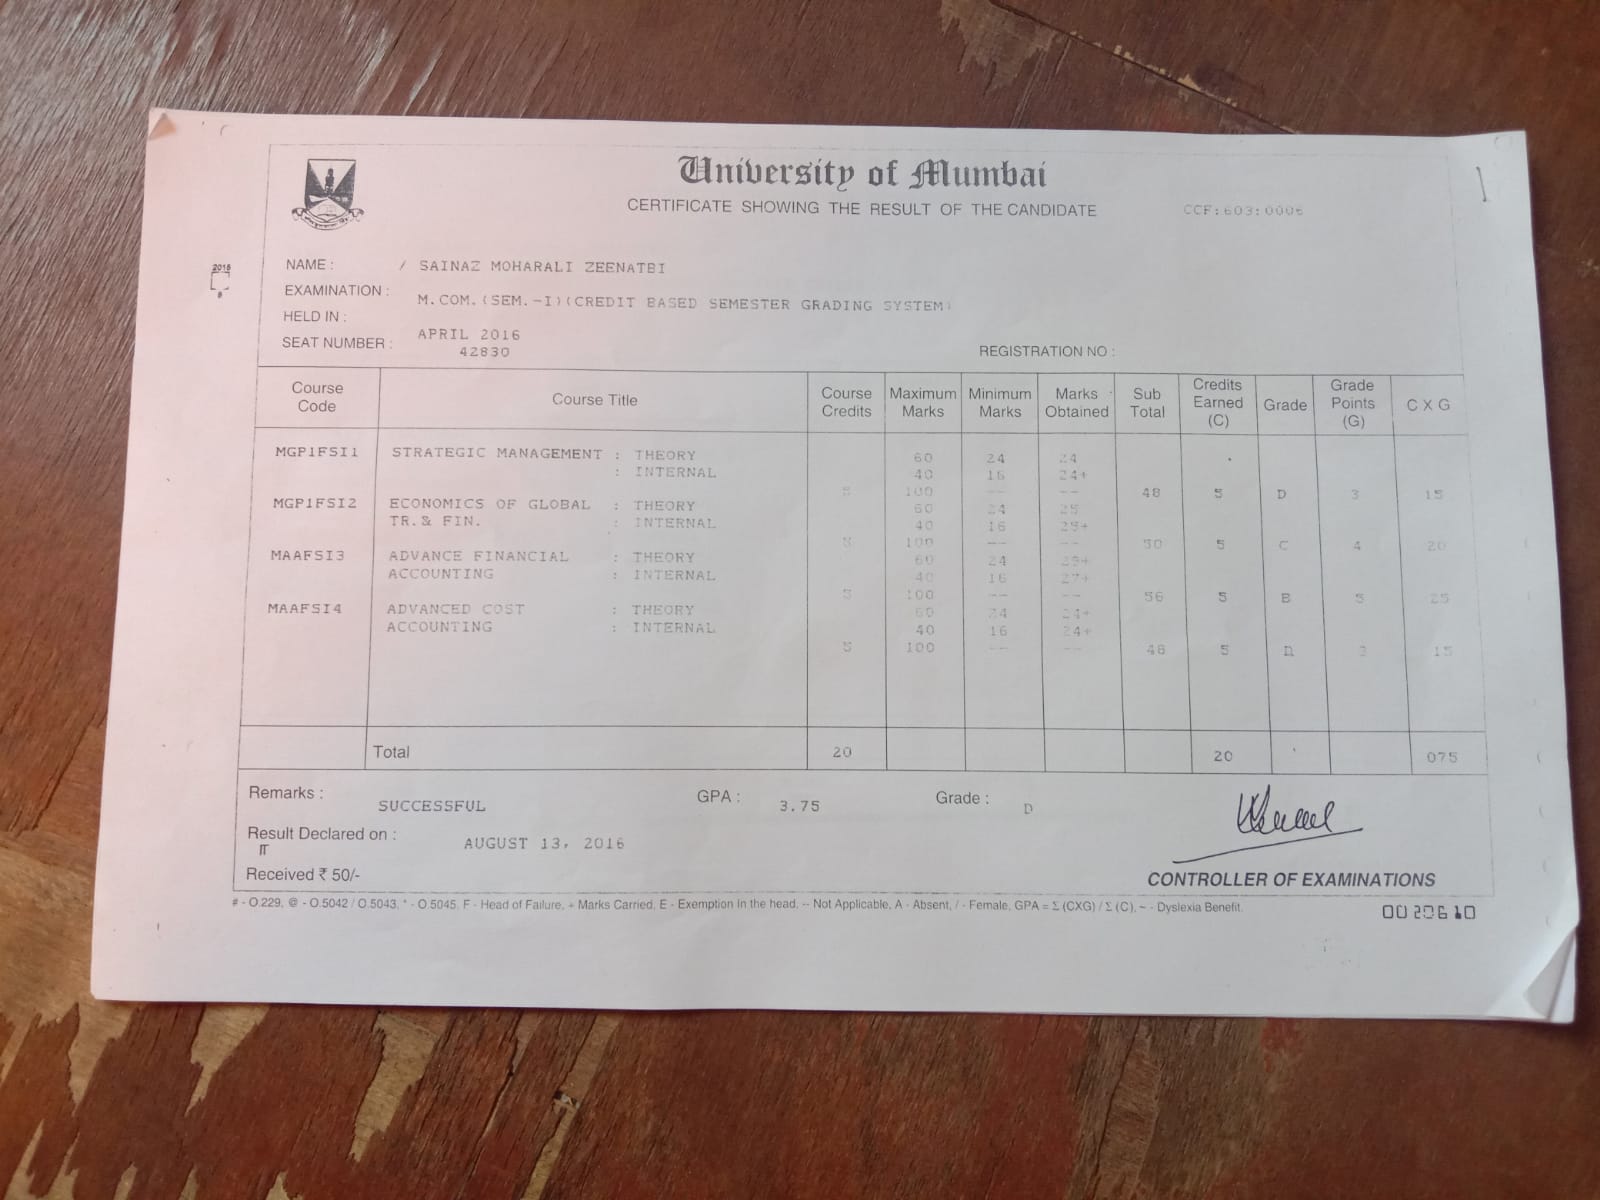 University of Mumbai
CERTIFICATE SHOWING THE RESULT OF THE CANDIDATE CCF:603:0006
2016
NAME : / SAINAZ MOHARALI ZEENATBI
EXAMINATION : M.COM.(SEM.-I)(CREDIT BASED SEMESTER GRADING SYSTEM)
HELD IN : APRIL 2016
SEAT NUMBER : 42830 REGISTRATION NO :
Course Code Course Title Course Credits Maximum Marks Minimum Marks Marks Obtained Sub Total Credits Earned (C) Grade Grade Points (G) C X G
MGP1FSI1 STRATEGIC MANAGEMENT : THEORY 60 24 24
: INTERNAL 40 16 24+
5 100 -- -- 48 5 D 3 15
MGP1FSI2 ECONOMICS OF GLOBAL : THEORY 60 24 25
TR.& FIN. : INTERNAL 40 16 25+
5 100 -- -- 50 5 C 4 20
MAAFSI3 ADVANCE FINANCIAL : THEORY 60 24 29+
ACCOUNTING : INTERNAL 40 16 27+
5 100 -- -- 56 5 B 5 25
MAAFSI4 ADVANCED COST : THEORY 60 24 24+
ACCOUNTING : INTERNAL 40 16 24+
5 100 -- -- 48 5 D 3 15
Total 20 20 075
Remarks : SUCCESSFUL GPA : 3.75 Grade : D
Result Declared on : AUGUST 13, 2016
IT
Received ₹ 50/-
CONTROLLER OF EXAMINATIONS
# - O.229, @ - O.5042 / O.5043, * - O.5045, F - Head of Failure, + Marks Carried, E - Exemption in the head, -- Not Applicable, A - Absent, / - Female, GPA = Σ (CXG) / Σ (C), ~ - Dyslexia Benefit.
0020610